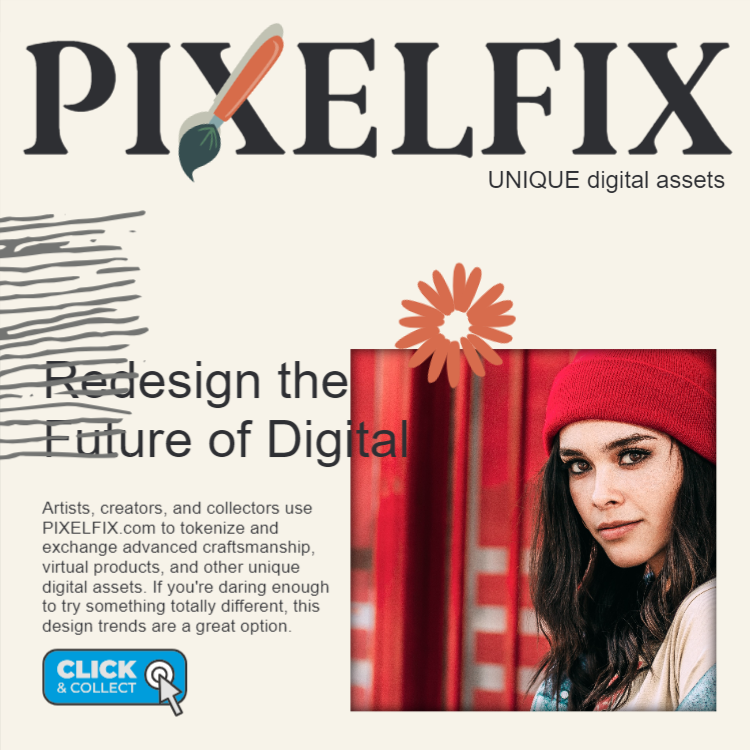 PIXELFIX
UNIQUE digital assets
Redesign the
Future of Digital
Artists, creators, and collectors use
PIXELFIX.com to tokenize and
exchange advanced craftsmanship,
virtual products, and other unique
digital assets. If you're daring enough
to try something totally different, this
design trends are a great option.
CLICK
& COLLECT